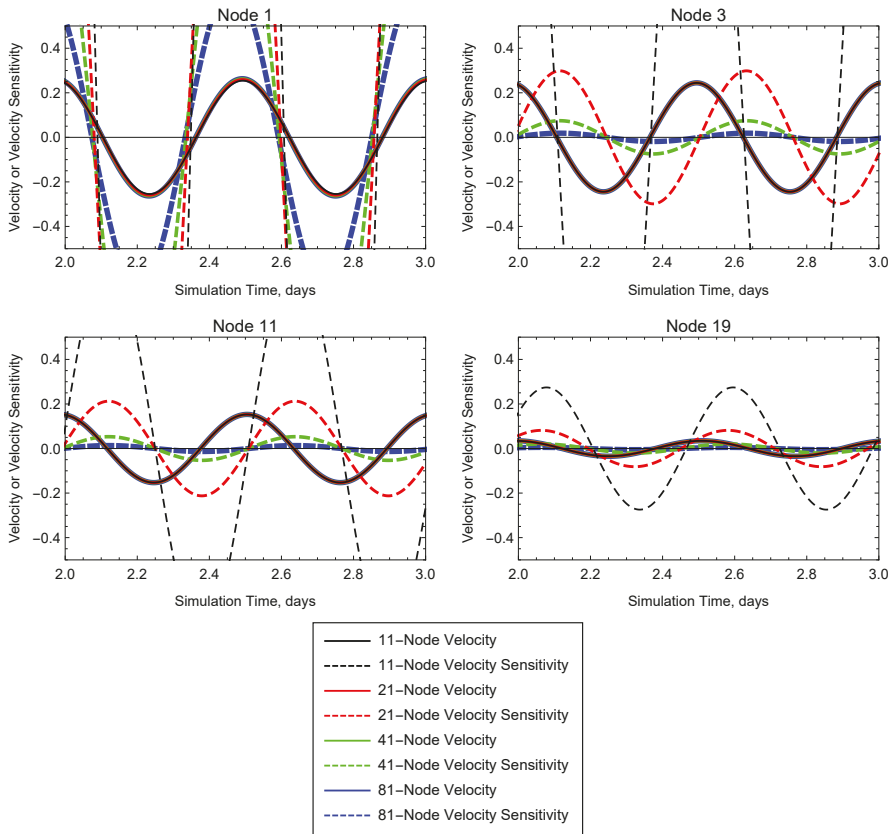 Node 1
Velocity or Velocity Sensitivity
0.4
0.2
0.0
−0.2
−0.4
2.0 2.2 2.4 2.6 2.8 3.0
Simulation Time, days
Node 3
Velocity or Velocity Sensitivity
0.4
0.2
0.0
−0.2
−0.4
2.0 2.2 2.4 2.6 2.8 3.0
Simulation Time, days
Node 11
Velocity or Velocity Sensitivity
0.4
0.2
0.0
−0.2
−0.4
2.0 2.2 2.4 2.6 2.8 3.0
Simulation Time, days
Node 19
Velocity or Velocity Sensitivity
0.4
0.2
0.0
−0.2
−0.4
2.0 2.2 2.4 2.6 2.8 3.0
Simulation Time, days
11−Node Velocity
11−Node Velocity Sensitivity
21−Node Velocity
21−Node Velocity Sensitivity
41−Node Velocity
41−Node Velocity Sensitivity
81−Node Velocity
81−Node Velocity Sensitivity